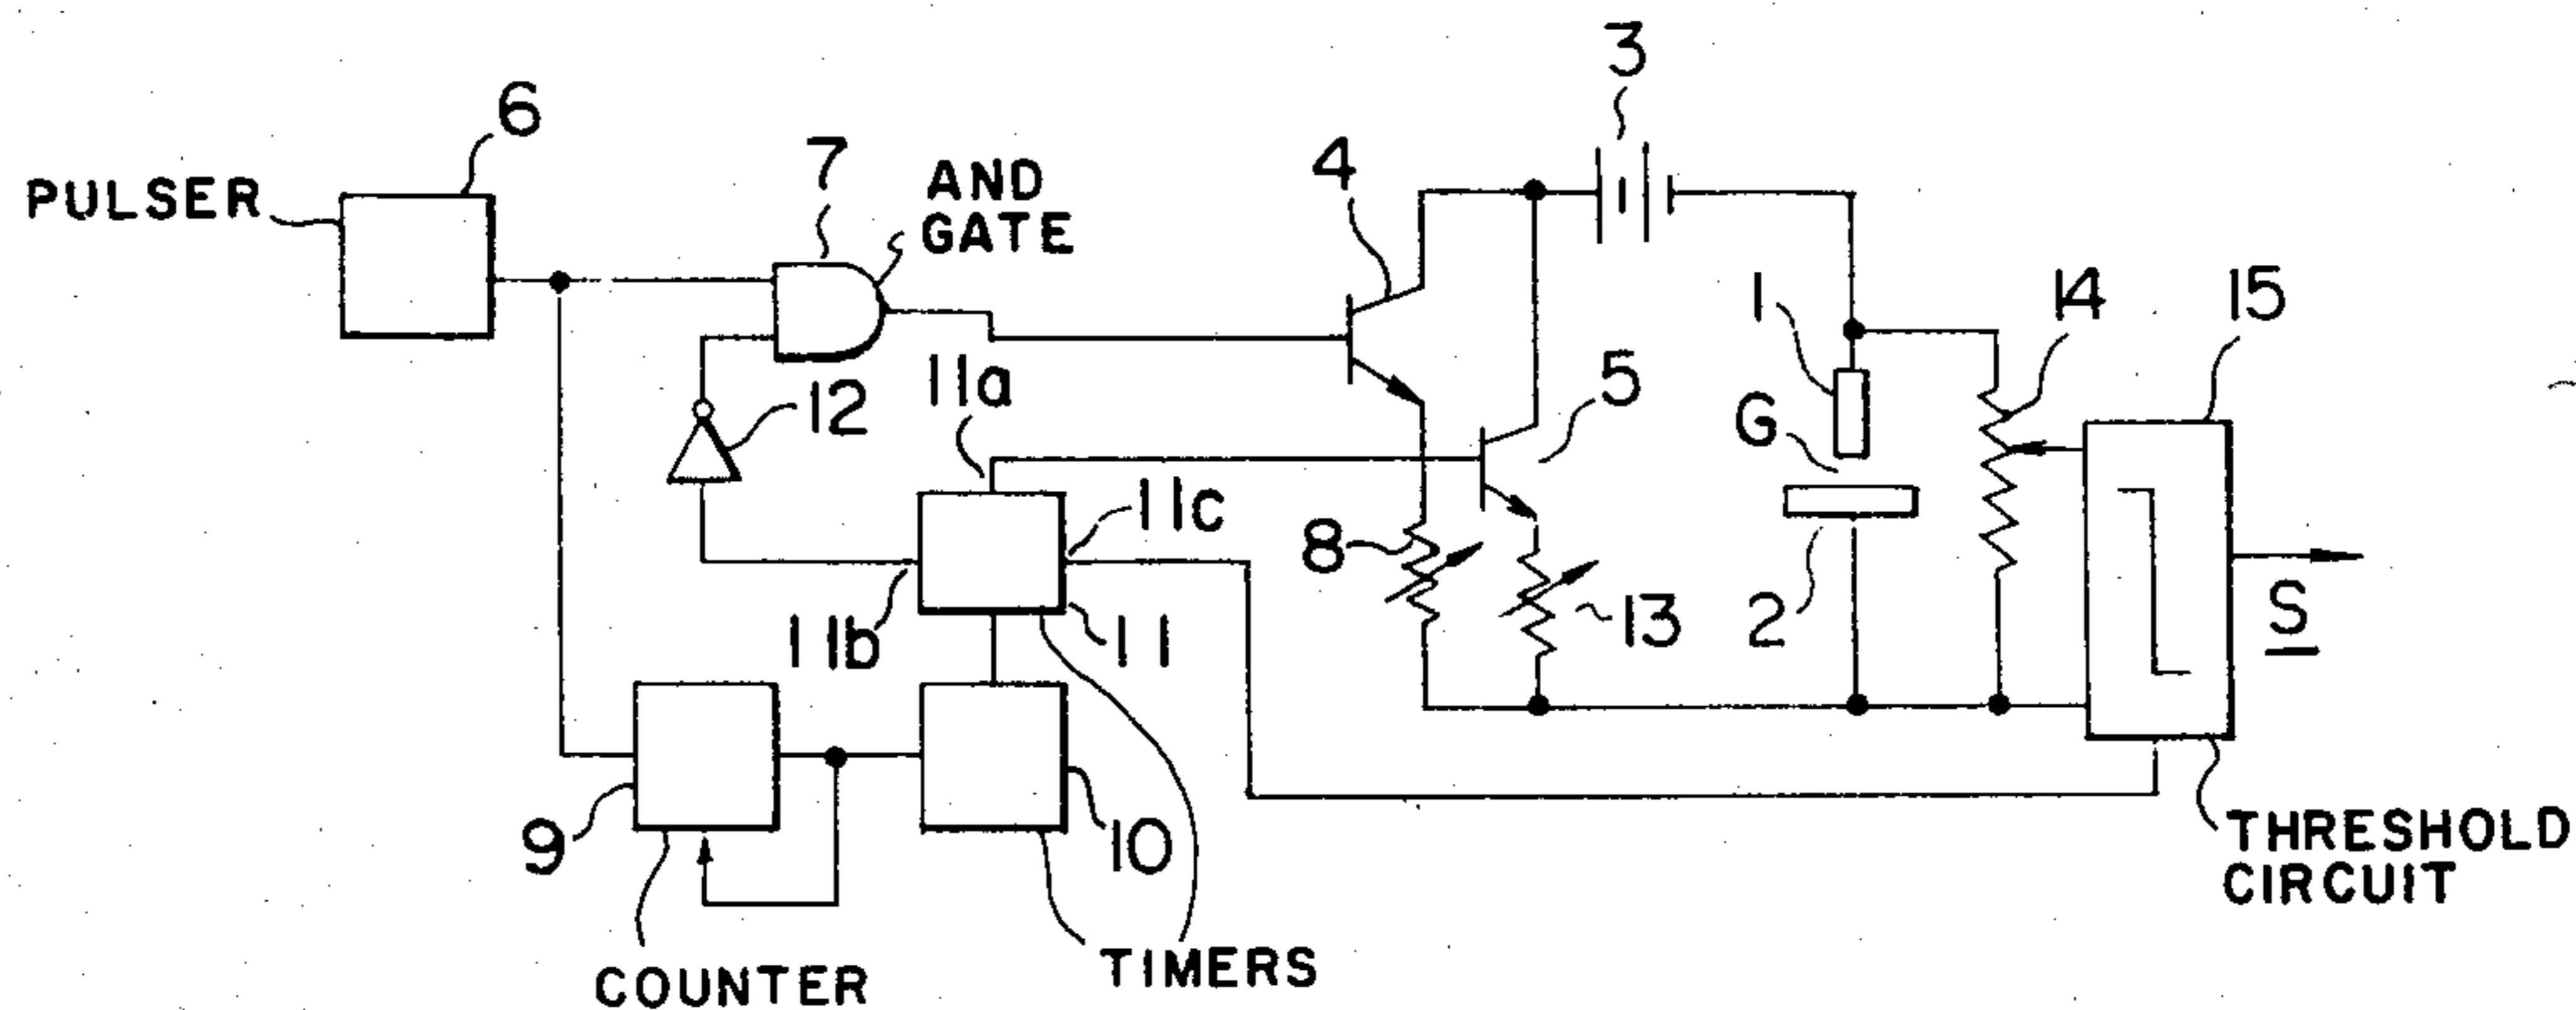 3
6
PULSER
7
AND
GATE
4
1
14
15
12
11a
5
G
11c
8
2
13
S
11b
11
9
10
THRESHOLD
CIRCUIT
COUNTER
TIMERS